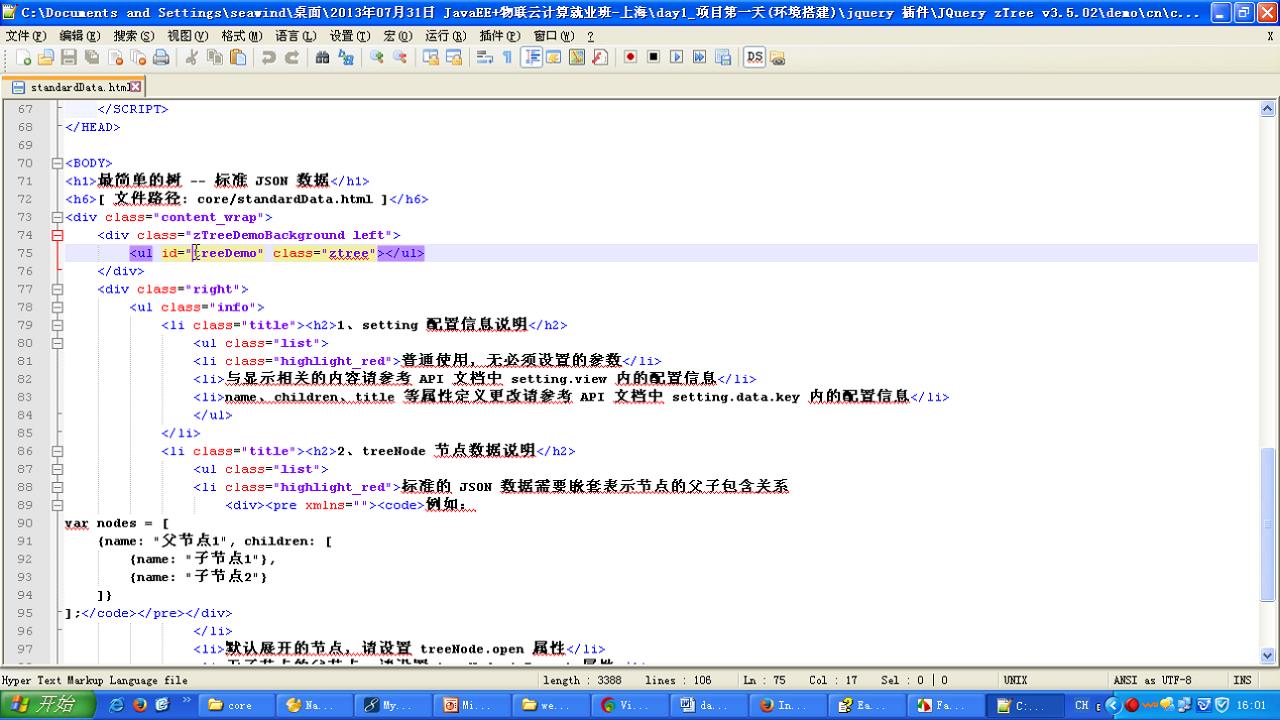 C:\Documents and Settings\seawind\桌面\2013年07月31日 JavaEE+物联云计算就业班-上海\day1_项目第一天(环境搭建)\jquery 插件\JQuery zTree v3.5.02\demo\cn\c...
文件(F) 编辑(E) 搜索(S) 视图(V) 格式(M) 语言(L) 设置(T) 宏(O) 运行(R) 插件(P) 窗口(W) ? X
standardData.html
67 </SCRIPT>
68 </HEAD>
69
70 <BODY>
71 <h1>最简单的树 -- 标准 JSON 数据</h1>
72 <h6>[ 文件路径: core/standardData.html ]</h6>
73 <div class="content_wrap">
74 <div class="zTreeDemoBackground left">
75 <ul id="treeDemo" class="ztree"></ul>
76 </div>
77 <div class="right">
78 <ul class="info">
79 <li class="title"><h2>1、setting 配置信息说明</h2>
80 <ul class="list">
81 <li class="highlight_red">普通使用，无必须设置的参数</li>
82 <li>与显示相关的内容请参考 API 文档中 setting.view 内的配置信息</li>
83 <li>name、children、title 等属性定义更改请参考 API 文档中 setting.data.key 内的配置信息</li>
84 </ul>
85 </li>
86 <li class="title"><h2>2、treeNode 节点数据说明</h2>
87 <ul class="list">
88 <li class="highlight_red">标准的 JSON 数据需要嵌套表示节点的父子包含关系
89 <div><pre xmlns=""><code>例如：
90 var nodes = [
91 {name: "父节点1", children: [
92 {name: "子节点1"},
93 {name: "子节点2"}
94 ]}
95 ];</code></pre></div>
96 </li>
97 <li>默认展开的节点，请设置 treeNode.open 属性</li>
Hyper Text Markup Language file length : 3388 lines : 106 Ln : 75 Col : 17 Sel : 0 | 0 UNIX ANSI as UTF-8 INS
开始 core Na... My... Mi... we... Vi... da... In... Ea... Fa... C:... CH 16:01